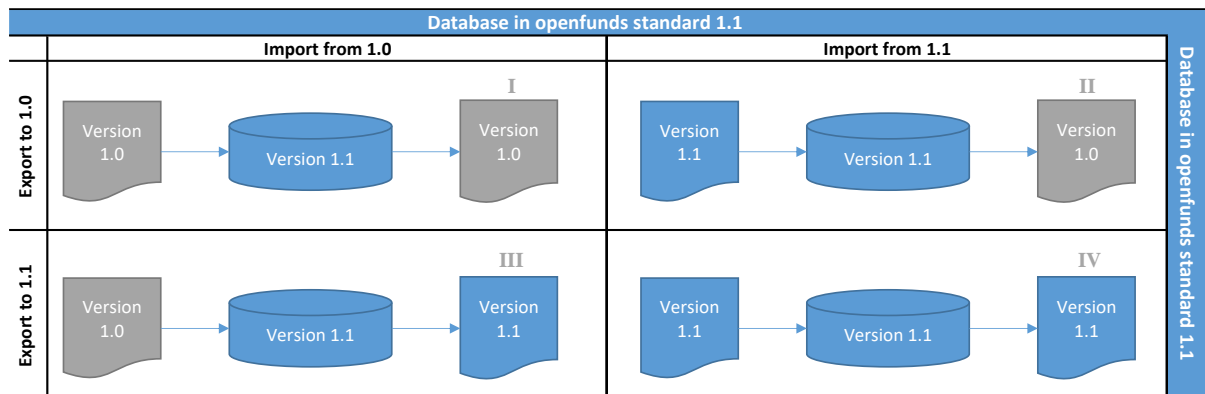 Database in openfunds standard 1.1
Import from 1.0
Import from 1.1
Export to 1.0
I
Version
1.0
Version 1.1
Version
1.0
II
Version
1.1
Version 1.1
Version
1.0
Export to 1.1
III
Version
1.0
Version 1.1
Version
1.1
IV
Version
1.1
Version 1.1
Version
1.1
Database in openfunds standard 1.1